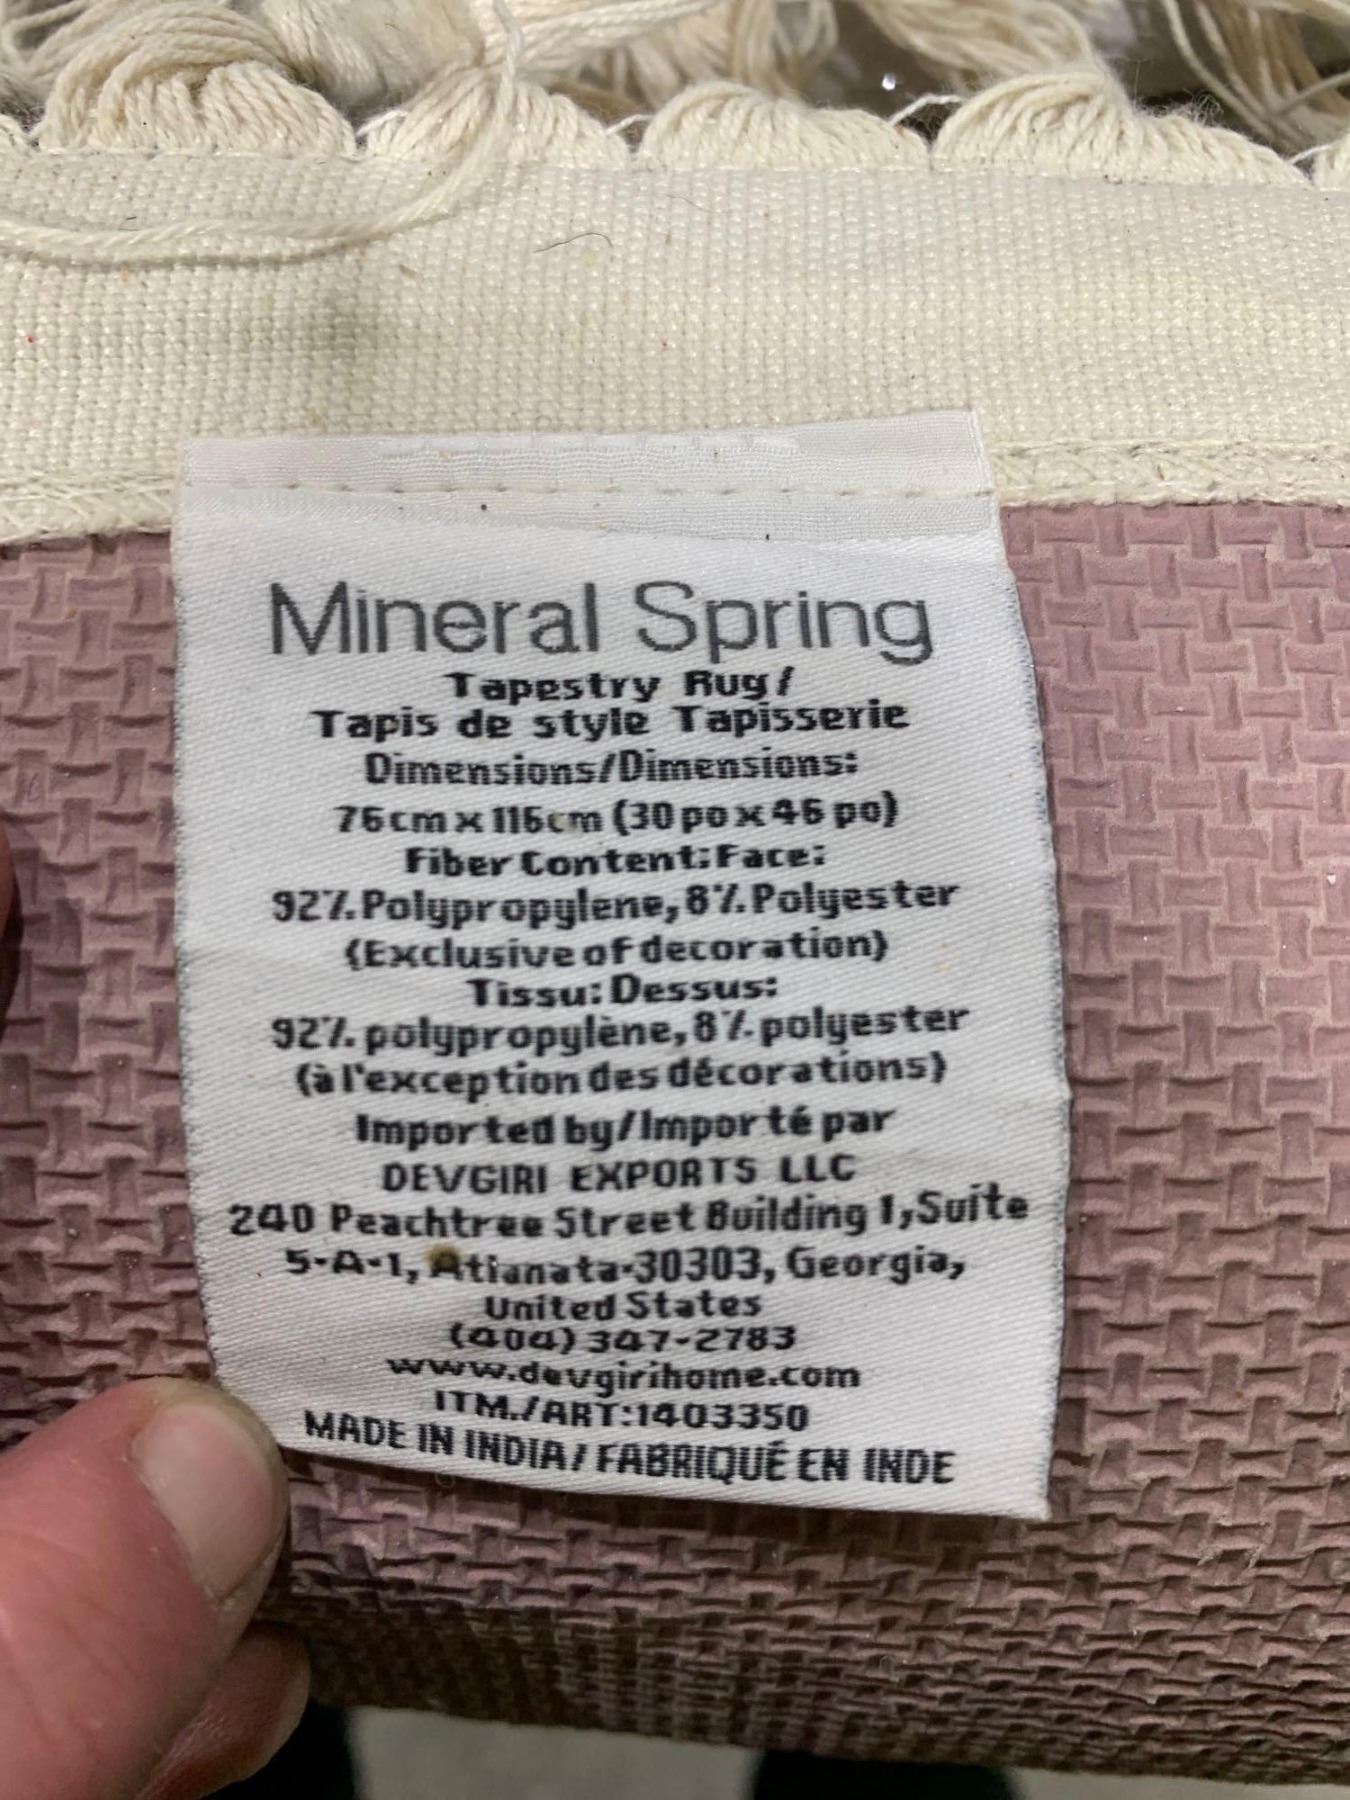 Mineral Spring
Tapestry Rug/
Tapis de style Tapisserie
Dimensions/Dimensions:
76cm x 116cm (30 po x 46 po)
Fiber Content: Face:
92% Polypropylene, 8% Polyester
(Exclusive of decoration)
Tissu: Dessus:
92% polypropylène, 8% polyester
(à l'exception des décorations)
Imported by/Importé par
DEVGIRI EXPORTS LLC
240 Peachtree Street Building 1, Suite
5-A-1, Atlanata-30303, Georgia,
United States
(404) 347-2783
www.devgirihome.com
ITM./ART:1403350
MADE IN INDIA / FABRIQUÉ EN INDE